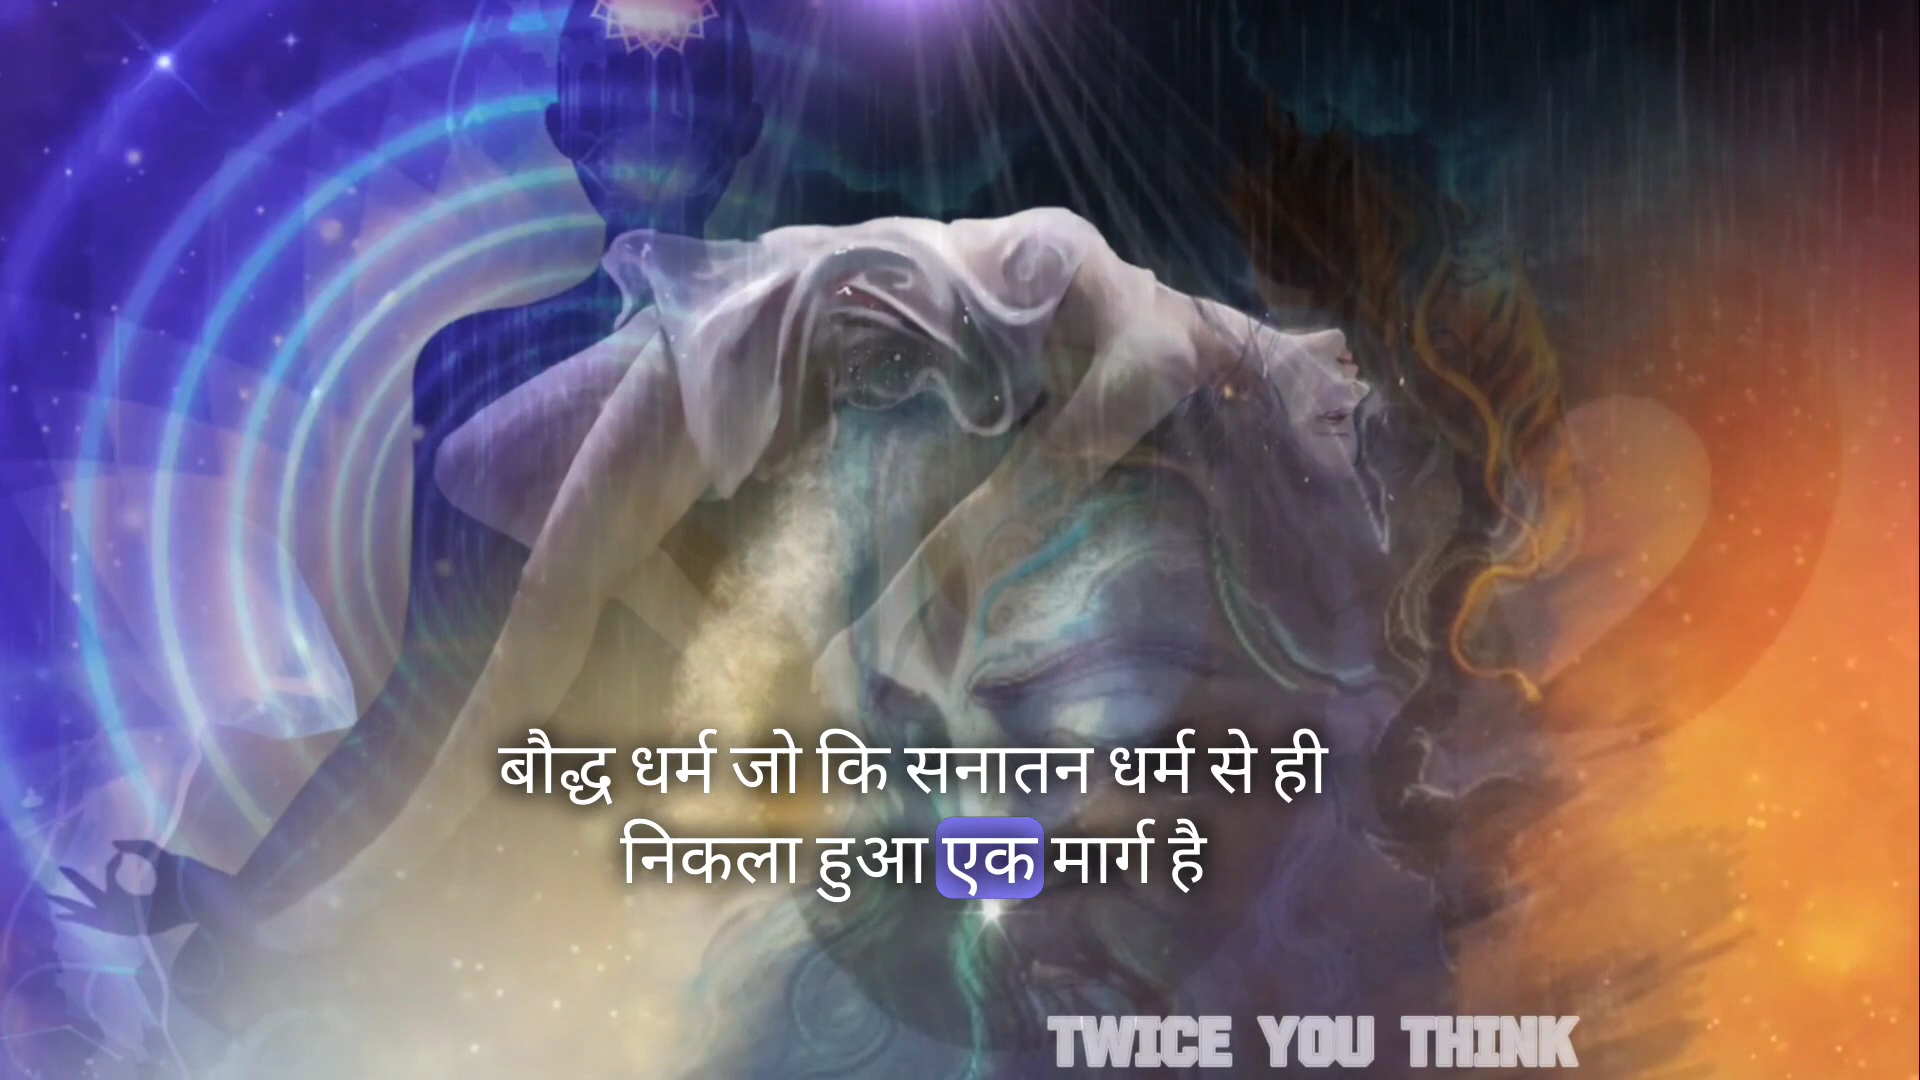 बौद्ध धर्म जो कि सनातन धर्म से ही
निकला हुआ एक मार्ग है
TWICE YOU THINK